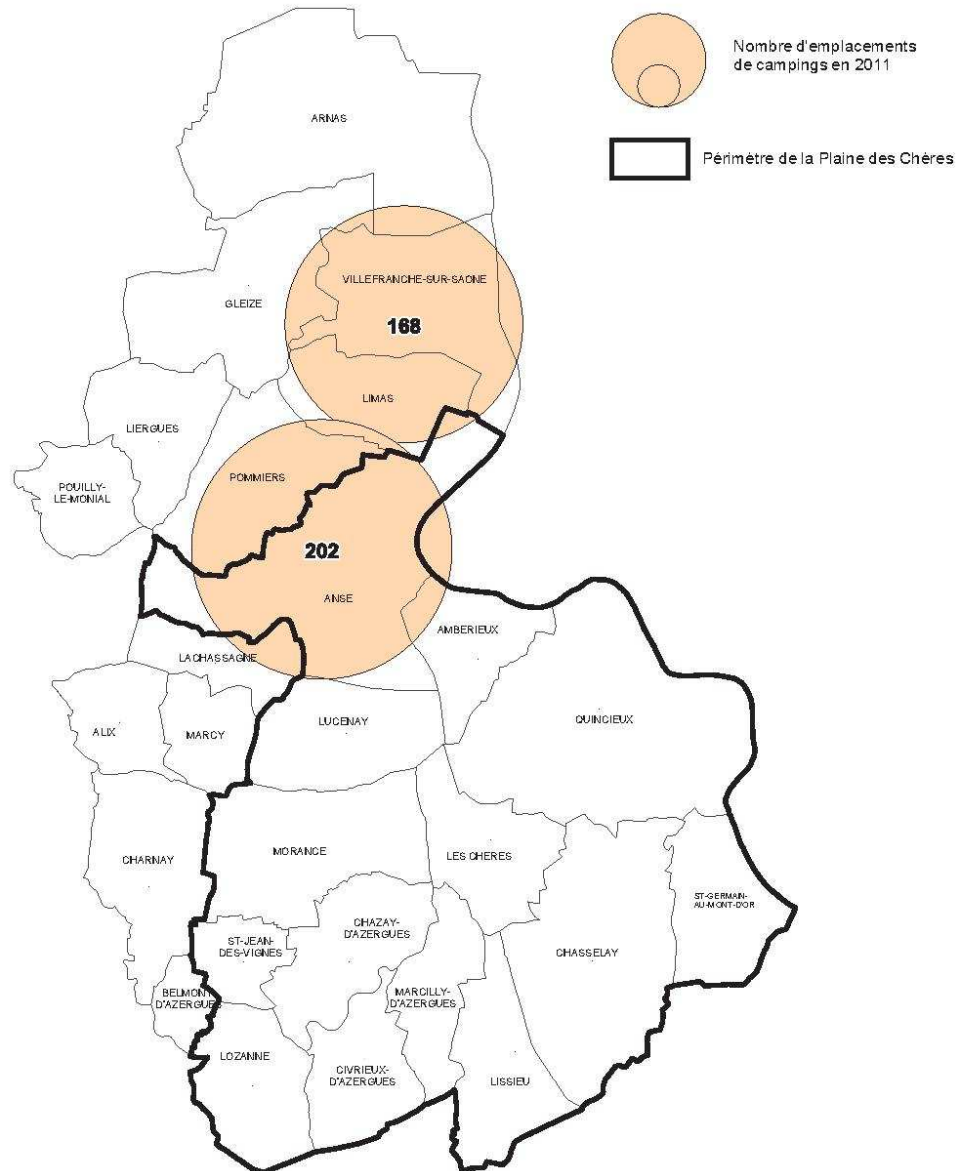 Nombre d'emplacements
de campings en 2011
Périmètre de la Plaine des Chères
ARNAS
VILLEFRANCHE-SUR-SAONE
GLEIZE
168
LIMAS
LIERGUES
POUILLY-
LE-MONIAL
POMMIERS
202
ANSE
AMBERIEUX
LACHASSAGNE
QUINCIEUX
LUCENAY
ALIX
MARCY
CHARNAY
MORANCE
LES CHERES
ST-GERMAIN-
AU-MONT-D'OR
CHAZAY-
D'AZERGUES
ST-JEAN-
DES-VIGNES
CHASSELAY
BELMONT
D'AZERGUES
MARCILLY-
D'AZERGUES
LOZANNE
CIVRIEUX-
D'AZERGUES
LISSIEU